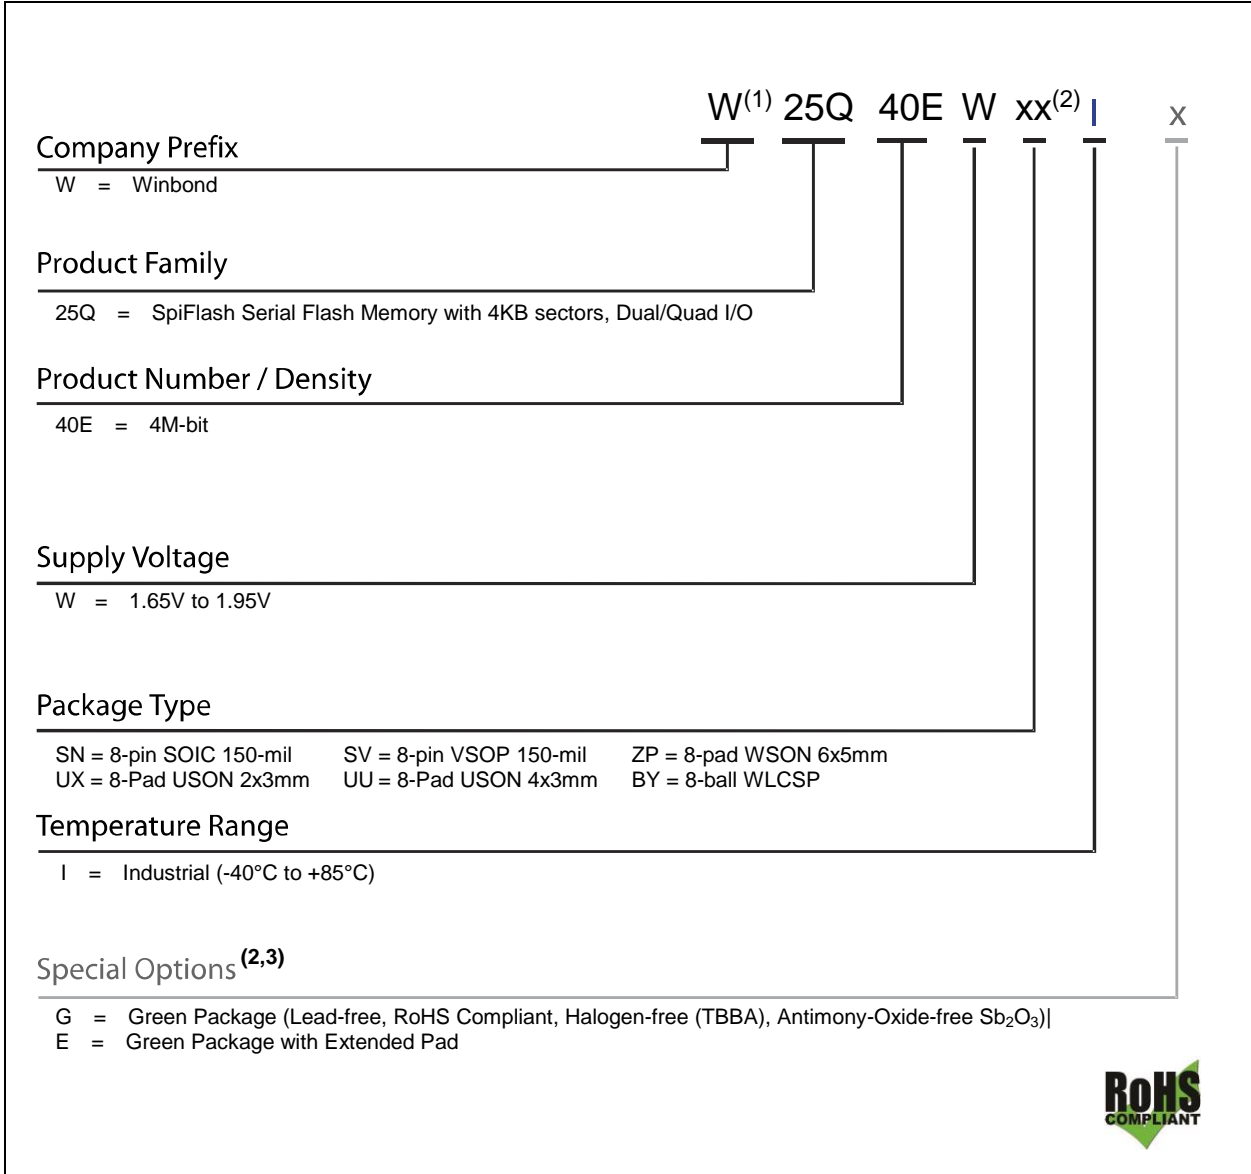 W(1) 25Q 40E W xx(2) I x
Company Prefix
W = Winbond
Product Family
25Q = SpiFlash Serial Flash Memory with 4KB sectors, Dual/Quad I/O
Product Number / Density
40E = 4M-bit
Supply Voltage
W = 1.65V to 1.95V
Package Type
SN = 8-pin SOIC 150-mil SV = 8-pin VSOP 150-mil ZP = 8-pad WSON 6x5mm
UX = 8-Pad USON 2x3mm UU = 8-Pad USON 4x3mm BY = 8-ball WLCSP
Temperature Range
I = Industrial (-40°C to +85°C)
Special Options (2,3)
G = Green Package (Lead-free, RoHS Compliant, Halogen-free (TBBA), Antimony-Oxide-free Sb₂O₃)|
E = Green Package with Extended Pad
RoHS
COMPLIANT